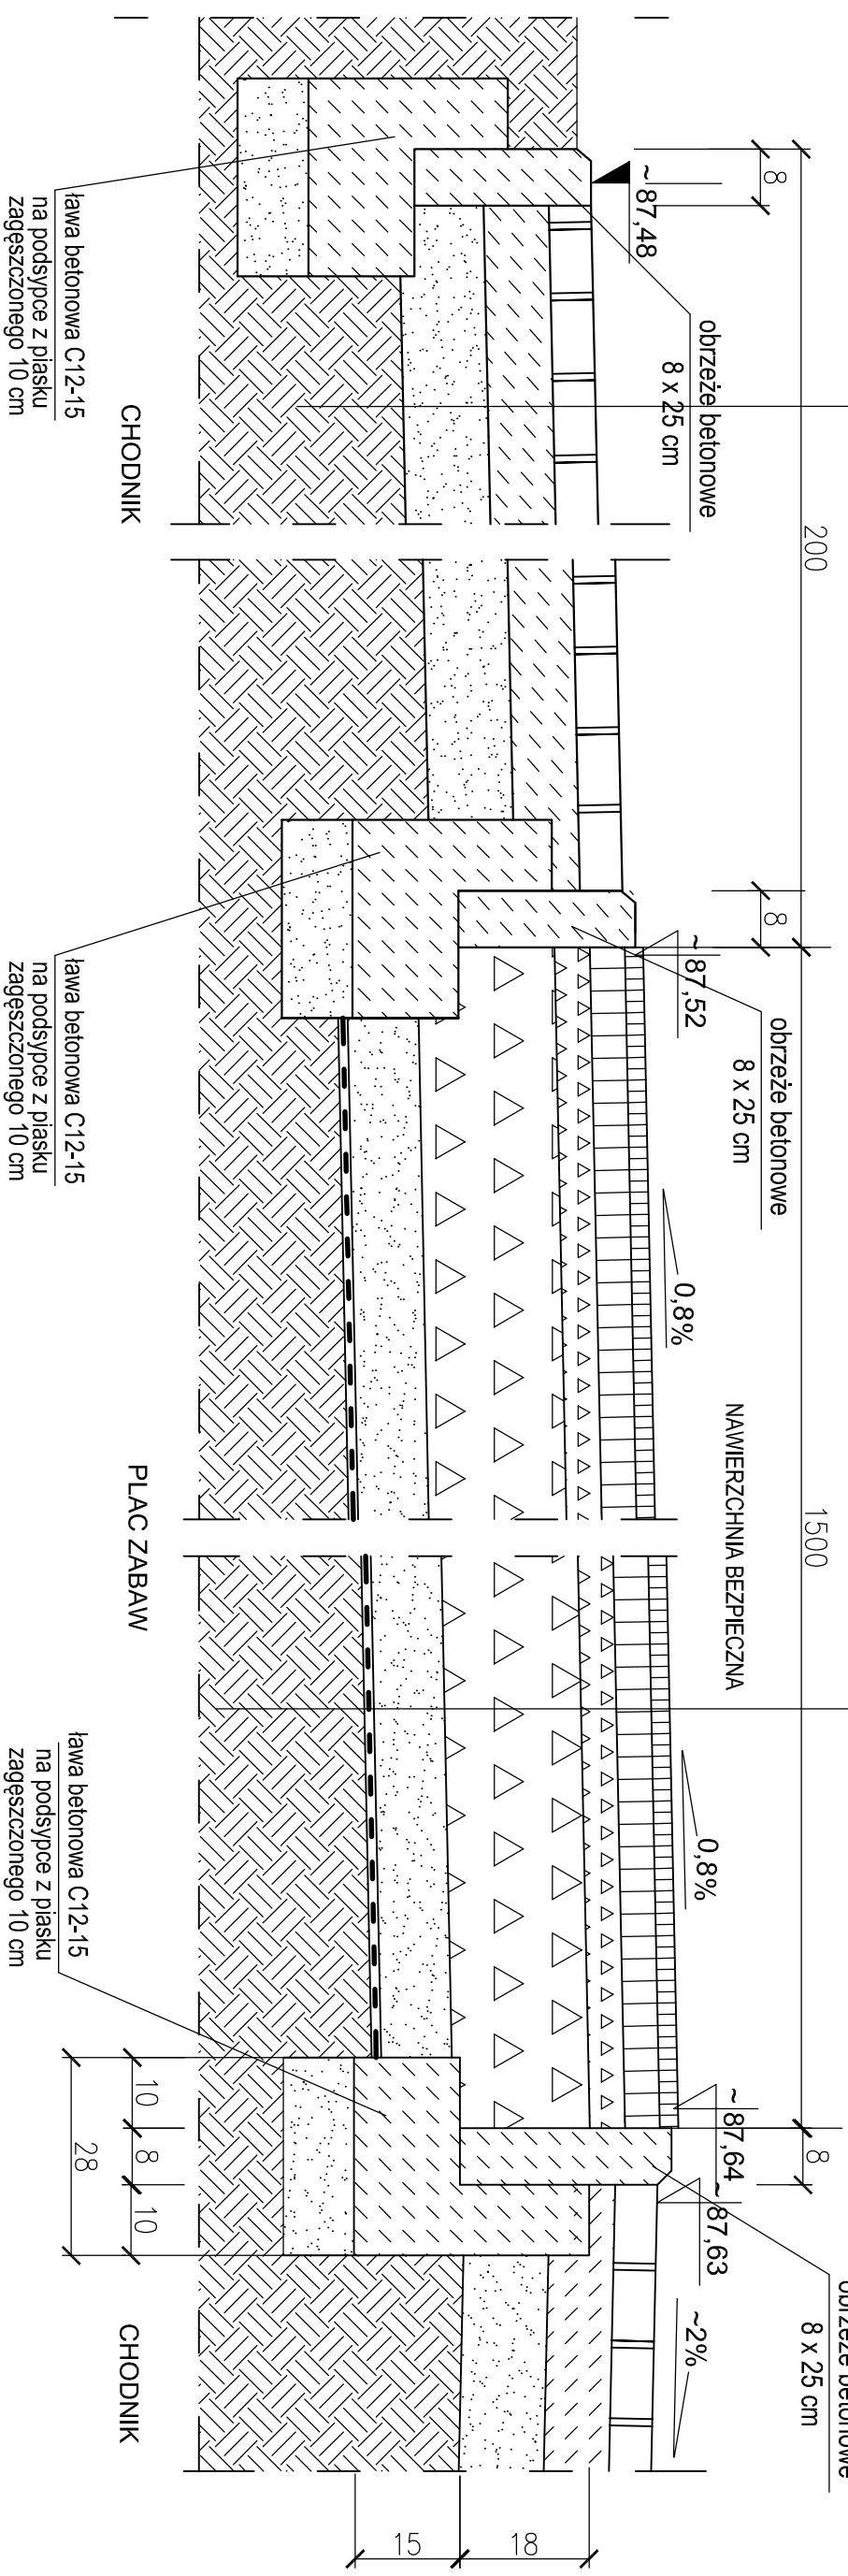 8
~ 87,48
obrzeże betonowe
8 x 25 cm
200
ława betonowa C12-15
na podsypce z piasku
zagęszczonego 10 cm
CHODNIK
8
~ 87,52
obrzeże betonowe
8 x 25 cm
ława betonowa C12-15
na podsypce z piasku
zagęszczonego 10 cm
0,8%
NAWIERZCHNIA BEZPIECZNA
1500
PLAC ZABAW
0,8%
ława betonowa C12-15
na podsypce z piasku
zagęszczonego 10 cm
~ 87,64
8
~ 87,63
obrzeże betonowe
8 x 25 cm
~2%
10
8
10
28
CHODNIK
15
18